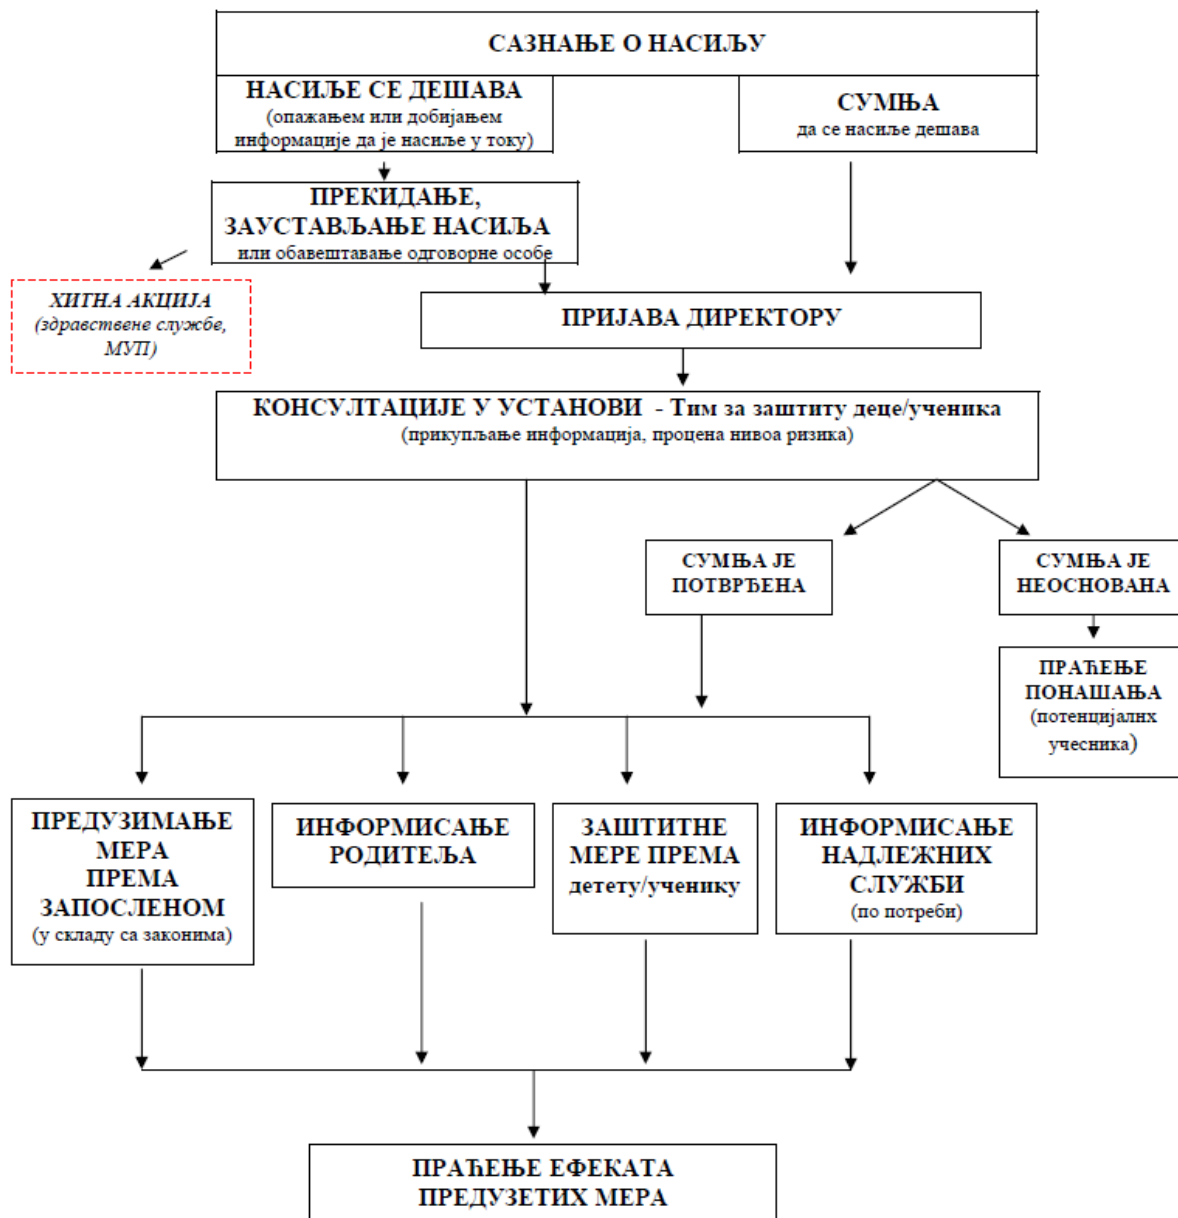 САЗНАЊЕ О НАСИЉУ
НАСИЉЕ СЕ ДЕШАВА
(опажањем или добијањем
информације да је насиље у току)
СУМЊА
да се насиље дешава
ПРЕКИДАЊЕ,
ЗАУСТАВЉАЊЕ НАСИЉА
или обавештавање одговорне особе
ХИТНА АКЦИЈА
(здравствене службе,
МУП)
ПРИЈАВА ДИРЕКТОРУ
КОНСУЛТАЦИЈЕ У УСТАНОВИ - Тим за заштиту деце/ученика
(прикупљање информација, процена нивоа ризика)
СУМЊА ЈЕ
ПОТВРЂЕНА
СУМЊА ЈЕ
НЕОСНОВАНА
ПРАЋЕЊЕ
ПОНАШАЊА
(потенцијалнх
учесника)
ПРЕДУЗИМАЊЕ
МЕРА
ПРЕМА
ЗАПОСЛЕНОМ
(у складу са законима)
ИНФОРМИСАЊЕ
РОДИТЕЉА
ЗАШТИТНЕ
МЕРЕ ПРЕМА
детету/ученику
ИНФОРМИСАЊЕ
НАДЛЕЖНИХ
СЛУЖБИ
(по потреби)
ПРАЋЕЊЕ ЕФЕКАТА
ПРЕДУЗЕТИХ МЕРА